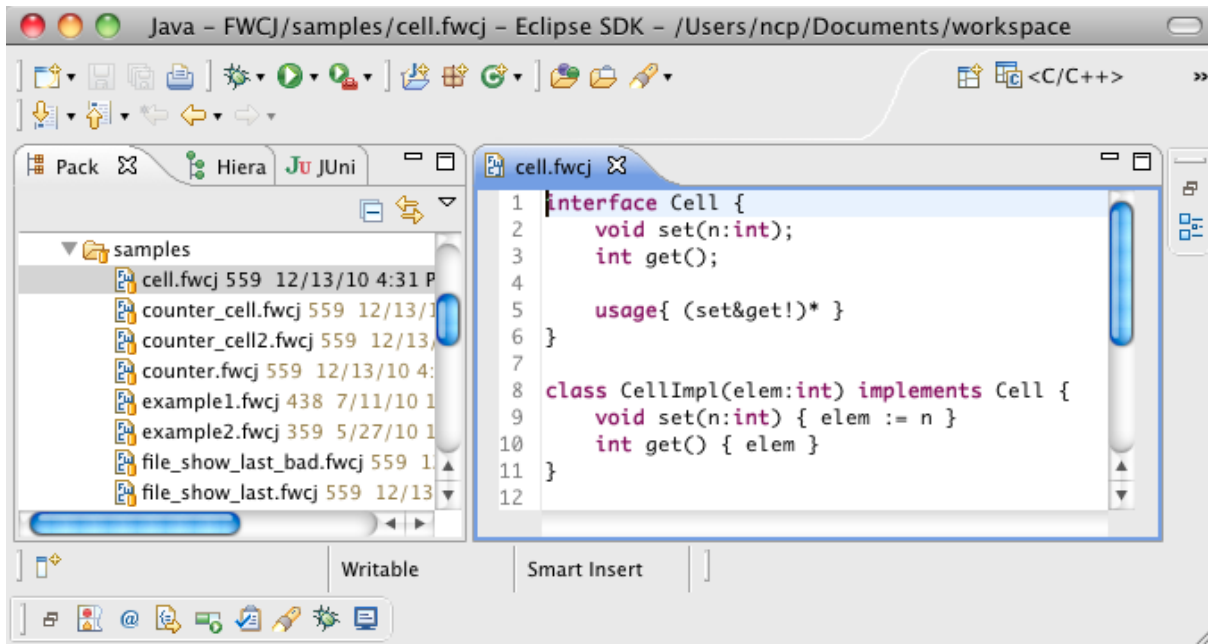 Java – FWCJ/samples/cell.fwcj – Eclipse SDK – /Users/ncp/Documents/workspace
<C/C++>
»
Pack
Hiera
Ju JUni
samples
cell.fwcj 559 12/13/10 4:31 P
counter_cell.fwcj 559 12/13/1
counter_cell2.fwcj 559 12/13/
counter.fwcj 559 12/13/10 4:
example1.fwcj 438 7/11/10 1
example2.fwcj 359 5/27/10 1
file_show_last_bad.fwcj 559 1
file_show_last.fwcj 559 12/13
cell.fwcj
1 interface Cell {
2 void set(n:int);
3 int get();
4
5 usage{ (set&get!)* }
6 }
7
8 class CellImpl(elem:int) implements Cell {
9 void set(n:int) { elem := n }
10 int get() { elem }
11 }
12
Writable
Smart Insert
@